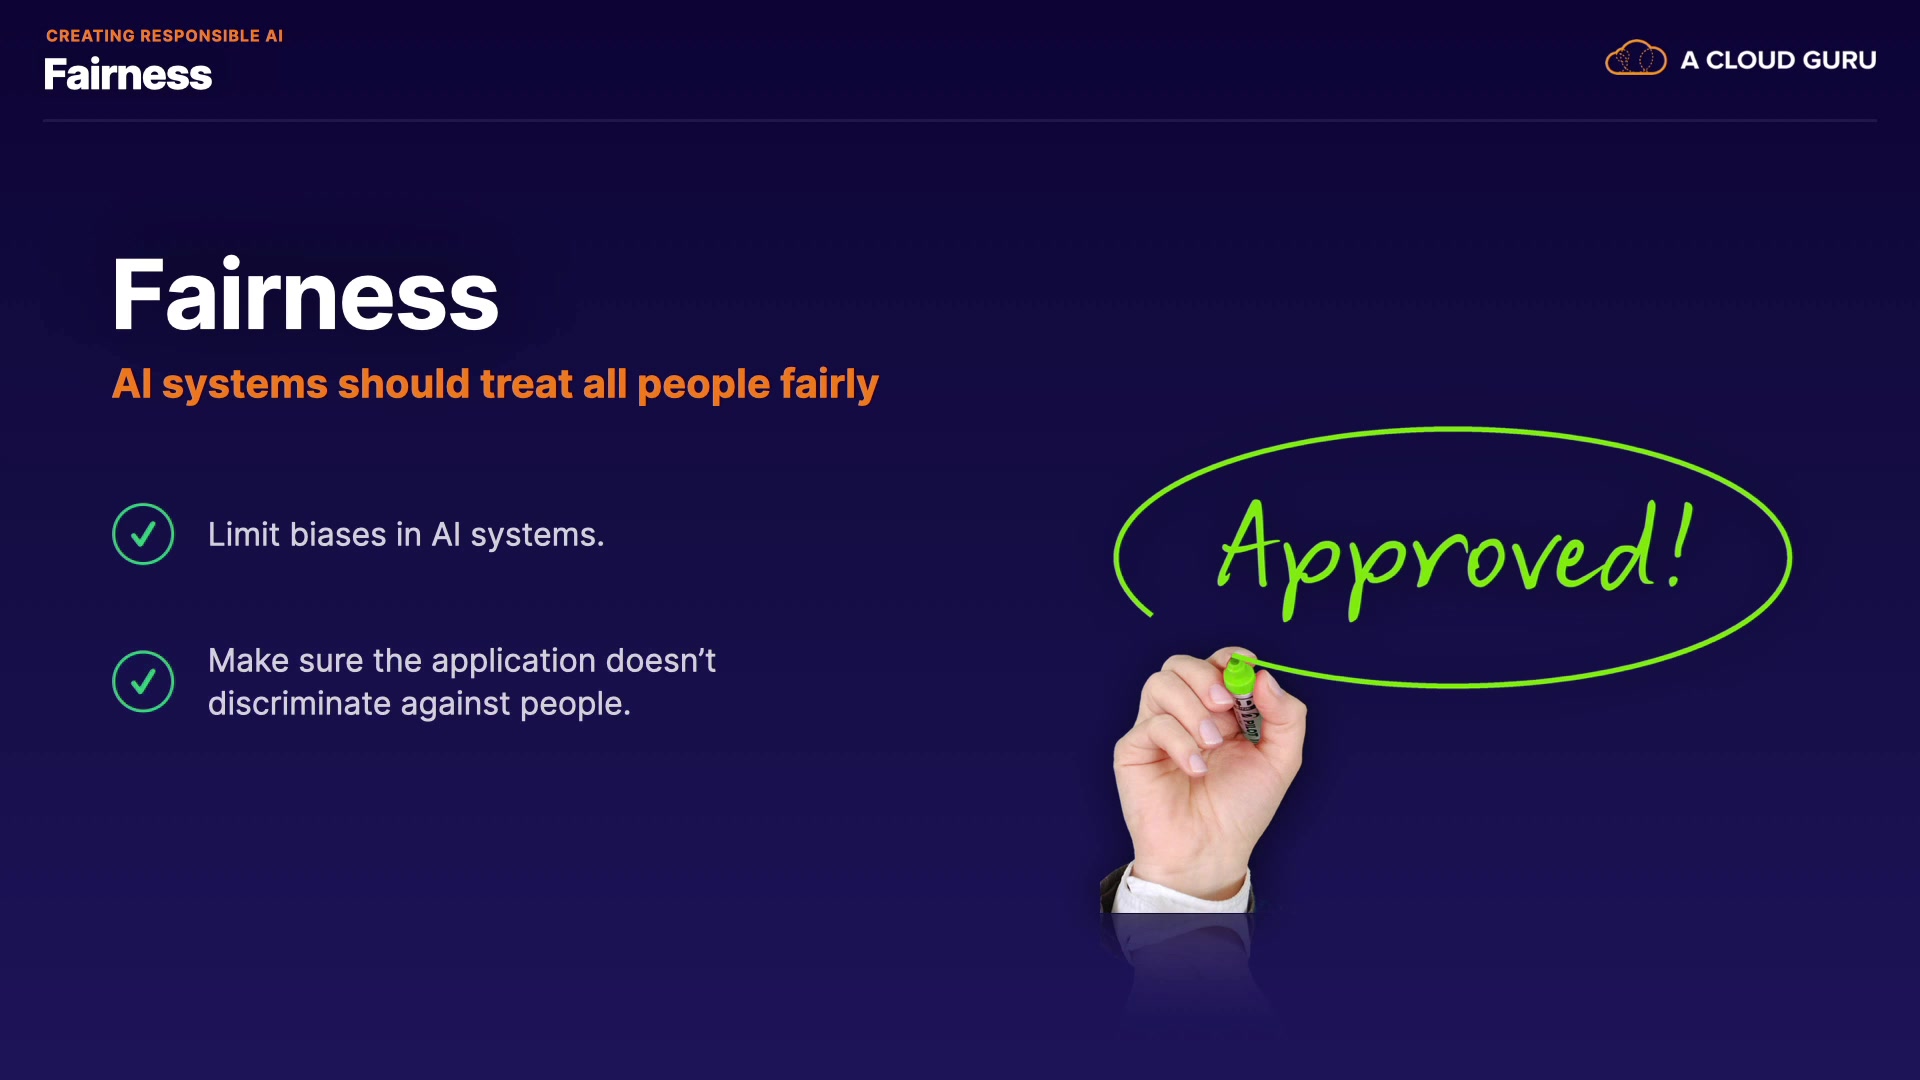 CREATING RESPONSIBLE AI
Fairness
A CLOUD GURU
Fairness
AI systems should treat all people fairly
Limit biases in AI systems.
Make sure the application doesn’t
discriminate against people.
Approved!
PILOT